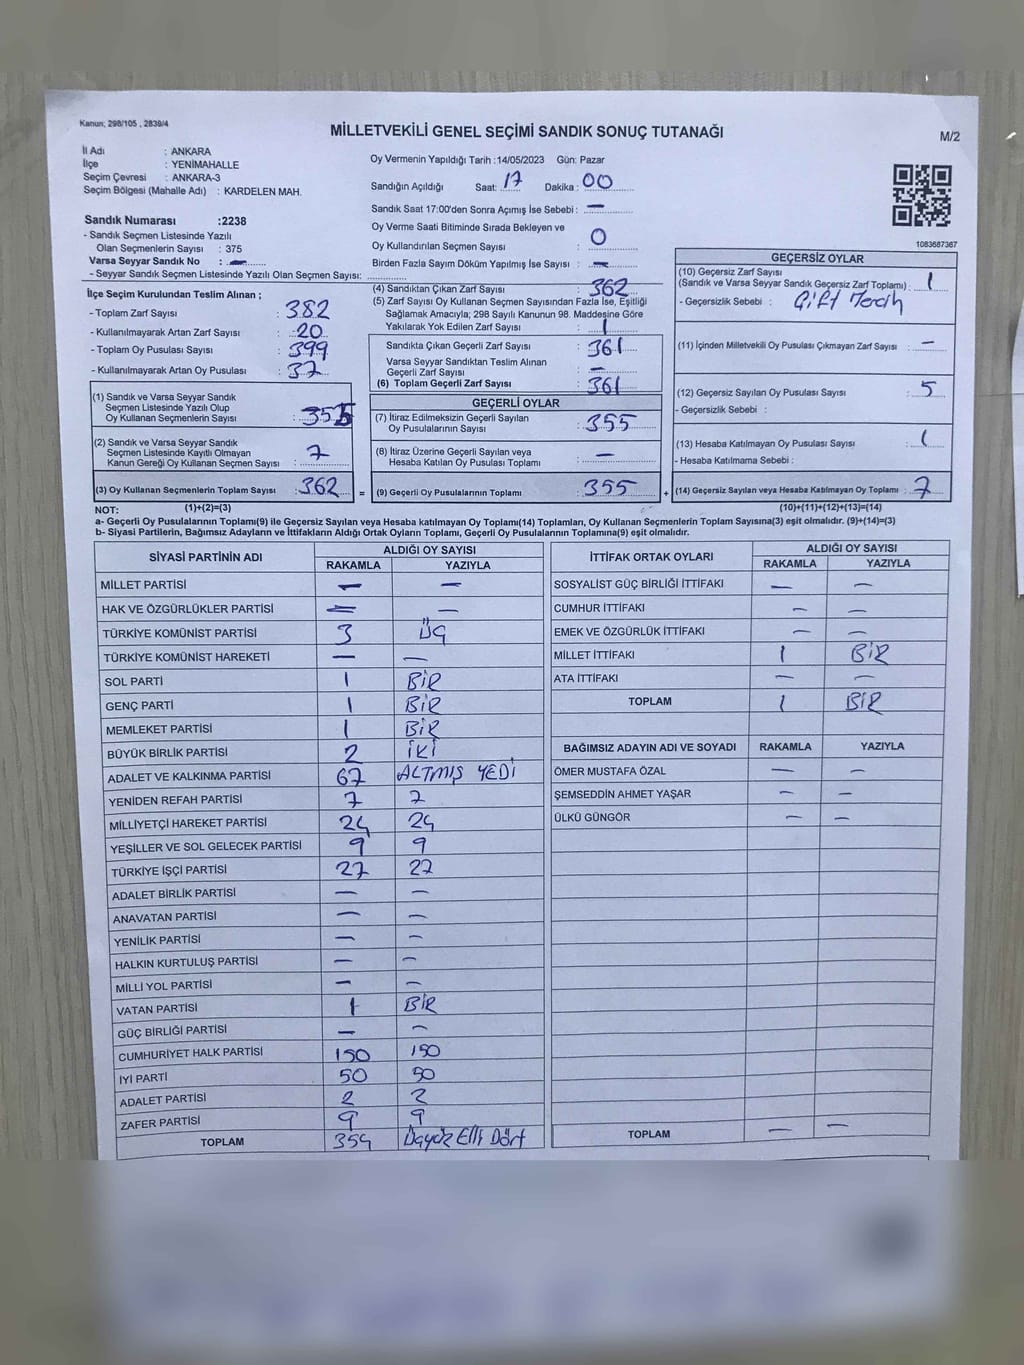 Kanun; 298/105 , 2839/4
MİLLETVEKİLİ GENEL SEÇİMİ SANDIK SONUÇ TUTANAĞI
M/2
İl Adı : ANKARA
İlçe : YENİMAHALLE
Seçim Çevresi : ANKARA-3
Seçim Bölgesi (Mahalle Adı) : KARDELEN MAH.
Sandık Numarası :2238
- Sandık Seçmen Listesinde Yazılı
Olan Seçmenlerin Sayısı : 375
Varsa Seyyar Sandık No : —
- Seyyar Sandık Seçmen Listesinde Yazılı Olan Seçmen Sayısı:
Oy Vermenin Yapıldığı Tarih :14/05/2023 Gün: Pazar
Sandığın Açıldığı Saat: 17 Dakika : 00
Sandık Saat 17:00'den Sonra Açımış İse Sebebi : —
Oy Verme Saati Bitiminde Sırada Bekleyen ve
Oy Kullandırılan Seçmen Sayısı : 0
Birden Fazla Sayım Döküm Yapılmış İse Sayısı : —
1083687367
İlçe Seçim Kurulundan Teslim Alınan ;
- Toplam Zarf Sayısı : 382
- Kullanılmayarak Artan Zarf Sayısı : 20
- Toplam Oy Pusulası Sayısı : 399
- Kullanılmayarak Artan Oy Pusulası : 37
(1) Sandık ve Varsa Seyyar Sandık
Seçmen Listesinde Yazılı Olup
Oy Kullanan Seçmenlerin Sayısı : 355
(2) Sandık ve Varsa Seyyar Sandık
Seçmen Listesinde Kayıtlı Olmayan
Kanun Gereği Oy Kullanan Seçmen Sayısı : 7
(3) Oy Kullanan Seçmenlerin Toplam Sayısı : 362
(1)+(2)=(3)
(4) Sandıktan Çıkan Zarf Sayısı : 362
(5) Zarf Sayısı Oy Kullanan Seçmen Sayısından Fazla İse, Eşitliği
Sağlamak Amacıyla; 298 Sayılı Kanunun 98. Maddesine Göre
Yakılarak Yok Edilen Zarf Sayısı : 1
Sandıkta Çıkan Geçerli Zarf Sayısı : 361
Varsa Seyyar Sandıktan Teslim Alınan
Geçerli Zarf Sayısı : —
(6) Toplam Geçerli Zarf Sayısı : 361
GEÇERLİ OYLAR
(7) İtiraz Edilmeksizin Geçerli Sayılan
Oy Pusulalarının Sayısı : 355
(8) İtiraz Üzerine Geçerli Sayılan veya
Hesaba Katılan Oy Pusulası Toplamı : —
= (9) Geçerli Oy Pusulalarının Toplamı : 355 +
GEÇERSİZ OYLAR
(10) Geçersiz Zarf Sayısı
(Sandık ve Varsa Seyyar Sandık Geçersiz Zarf Toplamı) : 1
- Geçersizlik Sebebi : Çift Tercih
(11) İçinden Milletvekili Oy Pusulası Çıkmayan Zarf Sayısı : —
(12) Geçersiz Sayılan Oy Pusulası Sayısı : 5
- Geçersizlik Sebebi :
(13) Hesaba Katılmayan Oy Pusulası Sayısı : 1
- Hesaba Katılmama Sebebi :
(14) Geçersiz Sayılan veya Hesaba Katılmayan Oy Toplamı : 7
(10)+(11)+(12)+(13)=(14)
NOT:
a- Geçerli Oy Pusulalarının Toplamı(9) ile Geçersiz Sayılan veya Hesaba katılmayan Oy Toplamı(14) Toplamları, Oy Kullanan Seçmenlerin Toplam Sayısına(3) eşit olmalıdır. (9)+(14)=(3)
b- Siyasi Partilerin, Bağımsız Adayların ve İttifakların Aldığı Ortak Oyların Toplamı, Geçerli Oy Pusulalarının Toplamına(9) eşit olmalıdır.
SİYASİ PARTİNİN ADI ALDIĞI OY SAYISI
RAKAMLA YAZIYLA
MİLLET PARTİSİ — —
HAK VE ÖZGÜRLÜKLER PARTİSİ — —
TÜRKİYE KOMÜNİST PARTİSİ 3 Üç
TÜRKİYE KOMÜNİST HAREKETİ — —
SOL PARTİ 1 BİR
GENÇ PARTİ 1 BİR
MEMLEKET PARTİSİ 1 BİR
BÜYÜK BİRLİK PARTİSİ 2 İKİ
ADALET VE KALKINMA PARTİSİ 67 ALTMIŞ YEDİ
YENİDEN REFAH PARTİSİ 7 7
MİLLİYETÇİ HAREKET PARTİSİ 24 24
YEŞİLLER VE SOL GELECEK PARTİSİ 9 9
TÜRKİYE İŞÇİ PARTİSİ 27 27
ADALET BİRLİK PARTİSİ — —
ANAVATAN PARTİSİ — —
YENİLİK PARTİSİ — —
HALKIN KURTULUŞ PARTİSİ — —
MİLLİ YOL PARTİSİ — —
VATAN PARTİSİ 1 BİR
GÜÇ BİRLİĞİ PARTİSİ — —
CUMHURİYET HALK PARTİSİ 150 150
İYİ PARTİ 50 50
ADALET PARTİSİ 2 2
ZAFER PARTİSİ 9 9
TOPLAM 354 Üçyüz Elli Dört
İTTİFAK ORTAK OYLARI ALDIĞI OY SAYISI
RAKAMLA YAZIYLA
SOSYALİST GÜÇ BİRLİĞİ İTTİFAKI — —
CUMHUR İTTİFAKI — —
EMEK VE ÖZGÜRLÜK İTTİFAKI — —
MİLLET İTTİFAKI 1 BİR
ATA İTTİFAKI — —
TOPLAM 1 BİR
BAĞIMSIZ ADAYIN ADI VE SOYADI RAKAMLA YAZIYLA
ÖMER MUSTAFA ÖZAL — —
ŞEMSEDDİN AHMET YAŞAR — —
ÜLKÜ GÜNGÖR — —
TOPLAM — —